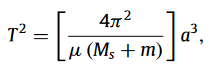 T² = [4π² / μ (Mₛ + m)] a³,